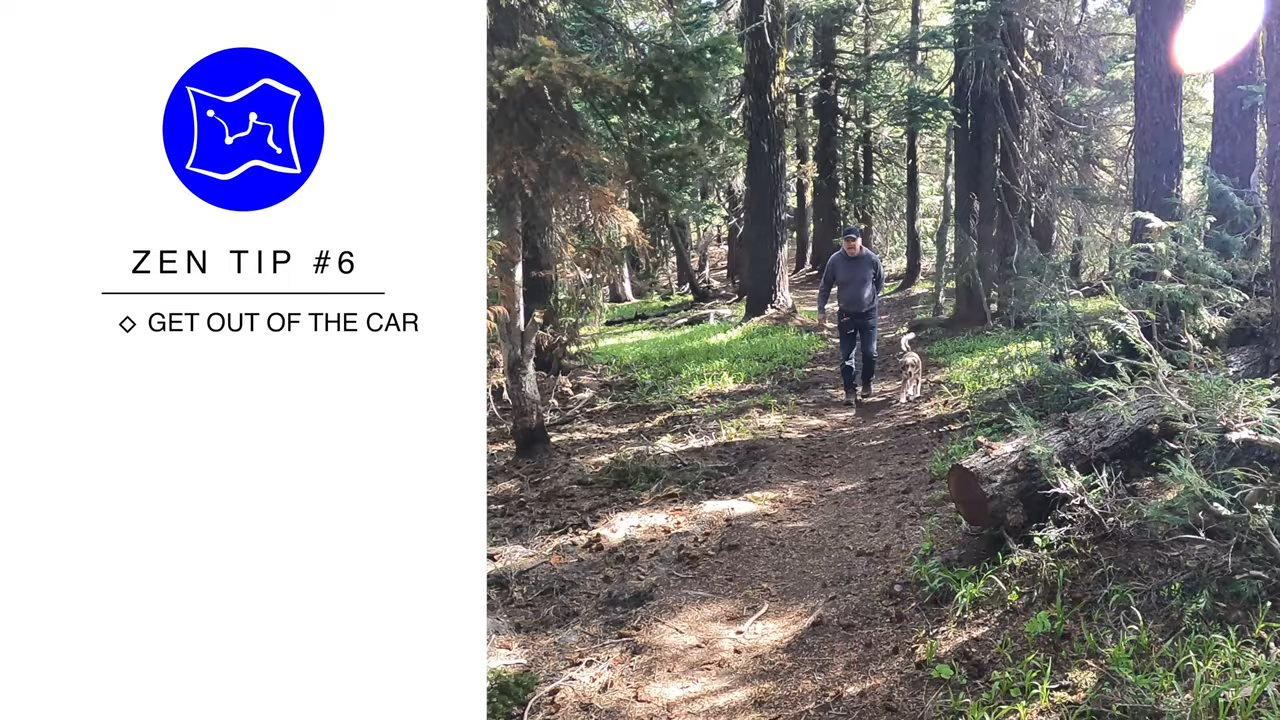 ZEN TIP #6
◇ GET OUT OF THE CAR